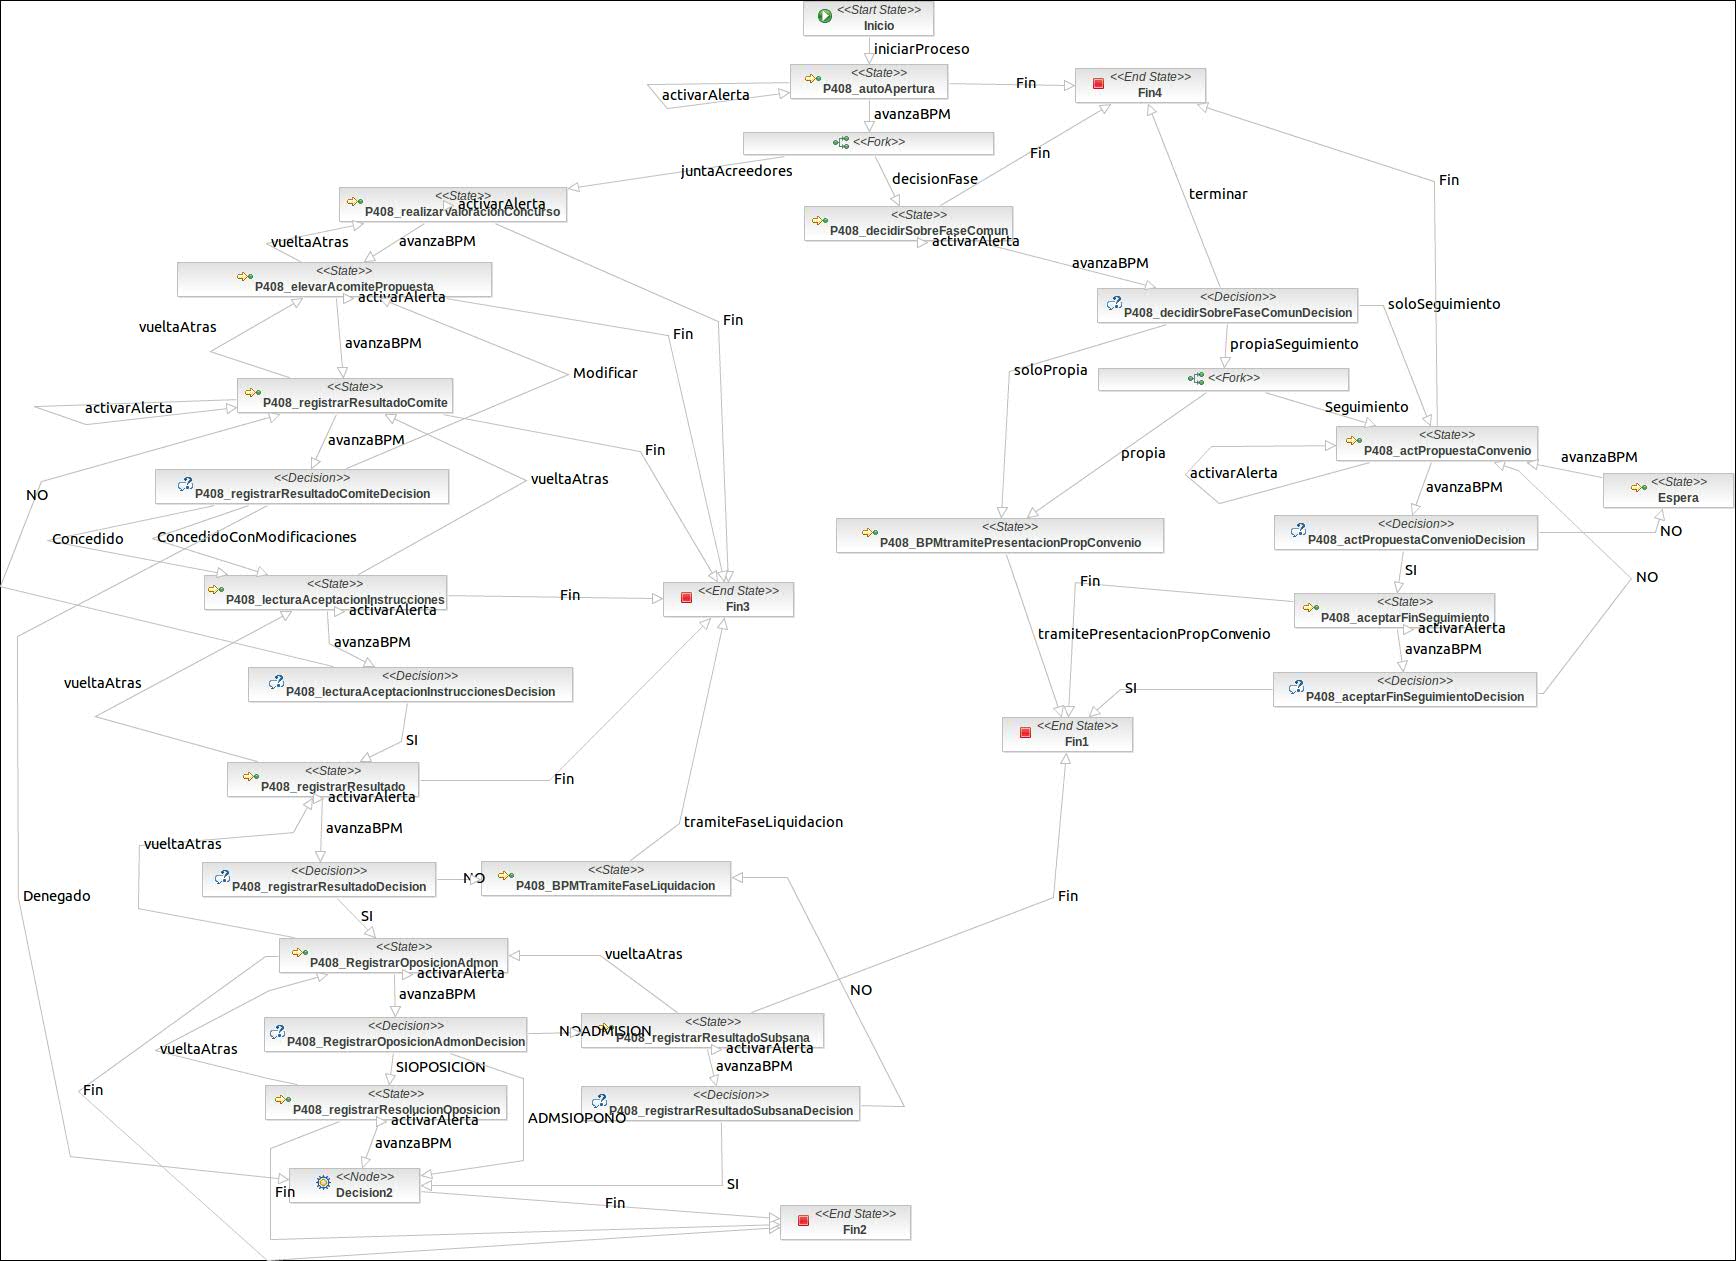 <<Start State>>
Inicio
iniciarProceso
<<State>>
P408_autoApertura
activarAlerta
Fin
<<End State>>
Fin4
avanzaBPM
<<Fork>>
juntaAcreedores
decisionFase
Fin
terminar
Fin
<<State>>
P408_realizarValoracionConcurso
activarAlerta
<<State>>
P408_decidirSobreFaseComun
activarAlerta
vueltaAtras
avanzaBPM
avanzaBPM
<<State>>
P408_elevarAcomitePropuesta
activarAlerta
<<Decision>>
P408_decidirSobreFaseComunDecision
soloSeguimiento
vueltaAtras
avanzaBPM
Fin
Fin
propiaSeguimiento
Modificar
soloPropia
<<Fork>>
<<State>>
P408_registrarResultadoComite
activarAlerta
Seguimiento
avanzaBPM
Fin
propia
<<State>>
P408_actPropuestaConvenio
activarAlerta
avanzaBPM
<<Decision>>
P408_registrarResultadoComiteDecision
vueltaAtras
avanzaBPM
<<State>>
Espera
NO
Concedido
ConcedidoConModificaciones
<<State>>
P408_BPMtramitePresentacionPropConvenio
<<Decision>>
P408_actPropuestaConvenioDecision
NO
SI
<<State>>
P408_lecturaAceptacionInstrucciones
activarAlerta
Fin
<<End State>>
Fin3
Fin
NO
<<State>>
P408_aceptarFinSeguimiento
activarAlerta
avanzaBPM
tramitePresentacionPropConvenio
avanzaBPM
vueltaAtras
<<Decision>>
P408_lecturaAceptacionInstruccionesDecision
SI
<<Decision>>
P408_aceptarFinSeguimientoDecision
SI
<<End State>>
Fin1
<<State>>
P408_registrarResultado
activarAlerta
Fin
avanzaBPM
tramiteFaseLiquidacion
vueltaAtras
<<Decision>>
P408_registrarResultadoDecision
NO
<<State>>
P408_BPMTramiteFaseLiquidacion
Denegado
Fin
SI
<<State>>
P408_RegistrarOposicionAdmon
activarAlerta
vueltaAtras
avanzaBPM
NO
<<Decision>>
P408_RegistrarOposicionAdmonDecision
NOADMISION
<<State>>
P408_registrarResultadoSubsana
activarAlerta
vueltaAtras
SIOPOSICION
avanzaBPM
Fin
<<State>>
P408_registrarResolucionOposicion
activarAlerta
ADMSIOPONO
<<Decision>>
P408_registrarResultadoSubsanaDecision
avanzaBPM
<<Node>>
Decision2
SI
Fin
Fin
<<End State>>
Fin2